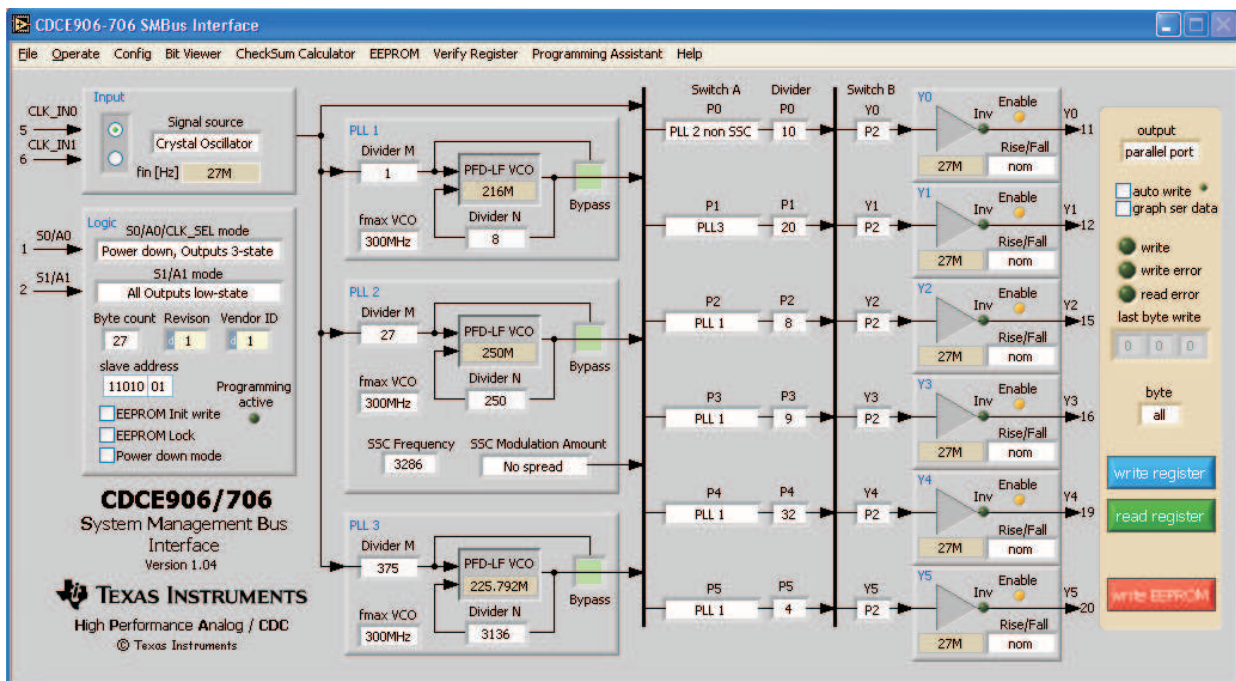 CDCE906-706 SMBus Interface
File Operate Config Bit Viewer CheckSum Calculator EEPROM Verify Register Programming Assistant Help
Input
CLK_IN0
5
CLK_IN1
6
Signal source
Crystal Oscillator
fin [Hz] 27M
Logic
S0/A0/CLK_SEL mode
S0/A0
1
Power down, Outputs 3-state
S1/A1 mode
S1/A1
2
All Outputs low-state
Byte count Revison Vendor ID
27 d 1 d 1
slave address
11010 01
Programming
active
EEPROM Init write
EEPROM Lock
Power down mode
CDCE906/706
System Management Bus
Interface
Version 1.04
TEXAS INSTRUMENTS
High Performance Analog / CDC
© Texas Instruments
PLL 1
Divider M
1
PFD-LF VCO
216M
Bypass
fmax VCO
300MHz
Divider N
8
PLL 2
Divider M
27
PFD-LF VCO
250M
Bypass
fmax VCO
300MHz
Divider N
250
SSC Frequency SSC Modulation Amount
3286 No spread
PLL 3
Divider M
375
PFD-LF VCO
225.792M
Bypass
fmax VCO
300MHz
Divider N
3136
Switch A Divider Switch B
P0 P0 Y0
PLL 2 non SSC 10 P2
P1 P1 Y1
PLL3 20 P2
P2 P2 Y2
PLL 1 8 P2
P3 P3 Y3
PLL 1 9 P2
P4 P4 Y4
PLL 1 32 P2
P5 P5 Y5
PLL 1 4 P2
Y0
Enable
Inv
Y0
11
Rise/Fall
27M nom
Y1
Enable
Inv
Y1
12
Rise/Fall
27M nom
Y2
Enable
Inv
Y2
15
Rise/Fall
27M nom
Y3
Enable
Inv
Y3
16
Rise/Fall
27M nom
Y4
Enable
Inv
Y4
19
Rise/Fall
27M nom
Y5
Enable
Inv
Y5
20
Rise/Fall
27M nom
output
parallel port
auto write
graph ser data
write
write error
read error
last byte write
0 0 0
byte
all
write register
read register
write EEPROM